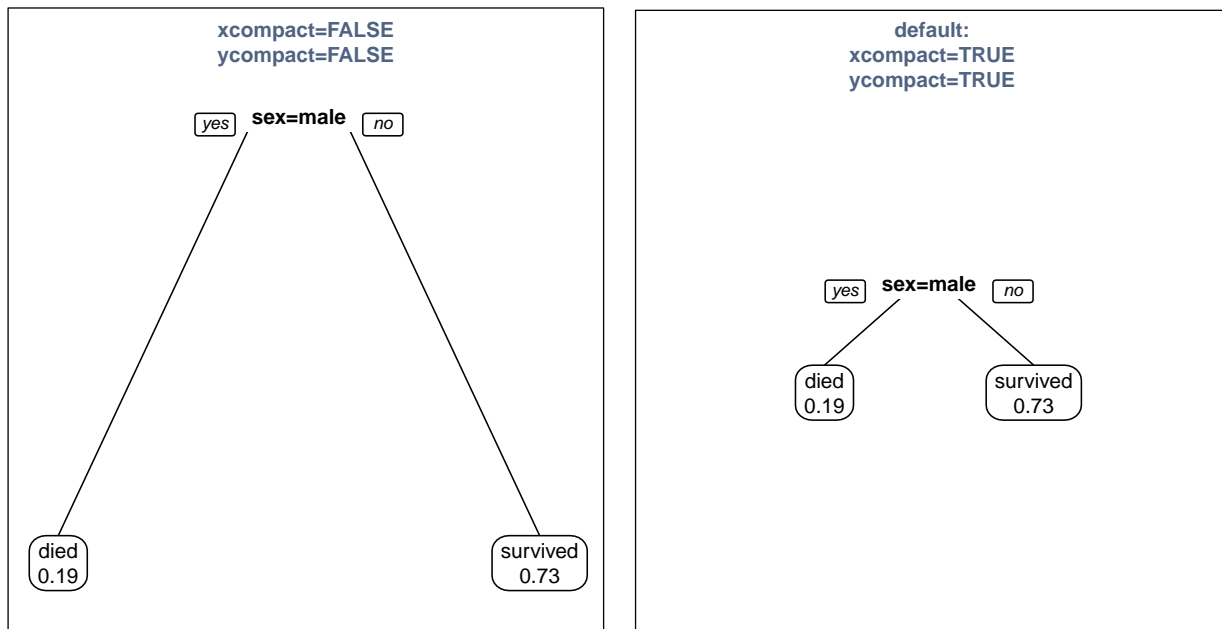 xcompact=FALSE
ycompact=FALSE
yes sex=male no
died
0.19
survived
0.73
default:
xcompact=TRUE
ycompact=TRUE
yes sex=male no
died
0.19
survived
0.73